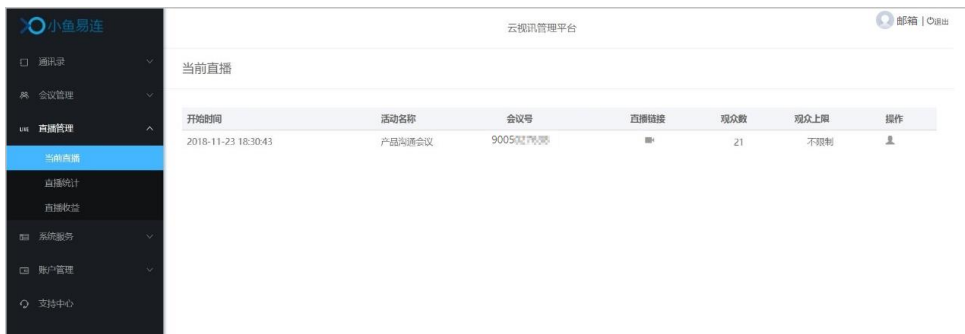 小鱼易连
云视讯管理平台
邮箱 | 退出
通讯录
会议管理
LIVE 直播管理
当前直播
直播统计
直播收益
系统服务
账户管理
支持中心
当前直播
开始时间 活动名称 会议号 直播链接 观众数 观众上限 操作
2018-11-23 18:30:43 产品沟通会议 9005 21 不限制